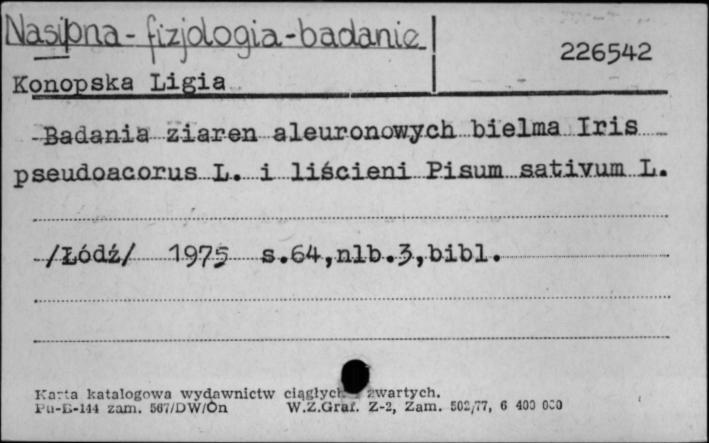 Nasiona - fizjologia - badanie
226542
Konopska Ligia
Badania ziaren aleuronowych bielma Iris
pseudoacorus L. i liścieni Pisum sativum L.
/Łódź/ 1975 s.64,nlb.3,bibl.
Karta katalogowa wydawnictw ciągłych zwartych.
Pu-B-144 zam. 567/DW/Ön W.Z.Graf. Z-2, Zam. 502/77, 6 400 000